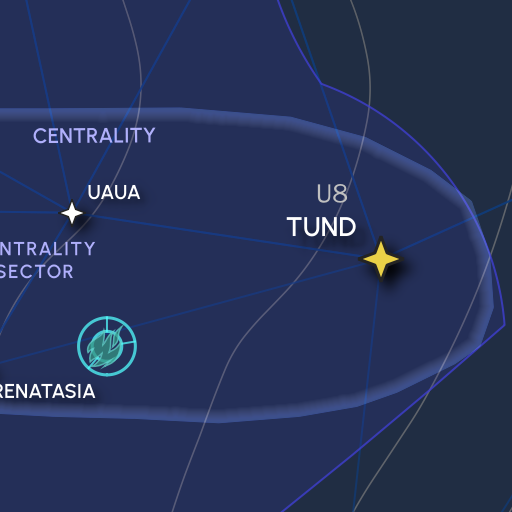 CENTRALITY
UAUA
U8
TUND
NTRALITY
SECTOR
RENATASIA